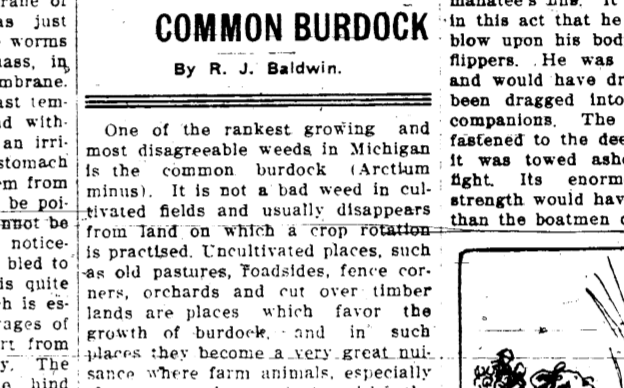 as just
worms
mass, in
mbrane.
ast tem-
d with-
an irri-
stomach
m from
be poi-
nnot be
notice-
bled to
is quite
h is es-
ages of
rt from
y. The
hind
COMMON BURDOCK
By R. J. Baldwin.
One of the rankest growing and
most disagreeable weeds in Michigan
is the common burdock (Arctium
minus). It is not a bad weed in cul-
tivated fields and usually disappears
from land on which a crop rotation
is practised. Uncultivated places, such
as old pastures, roadsides, fence cor-
ners, orchards and cut over timber
lands are places which favor the
growth of burdock, and in such
places they become a very great nui-
sance where farm animals, especially
in this act that he
blow upon his bod
flippers. He was
and would have dr
been dragged into
companions. The
fastened to the dee
it was towed ash
fight. Its enorm
strength would hav
than the boatmen